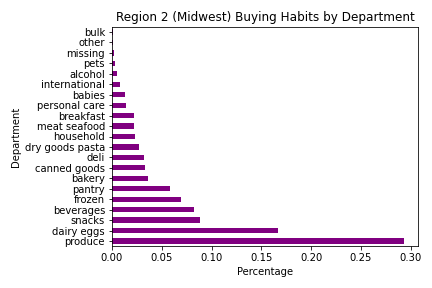 Region 2 (Midwest) Buying Habits by Department
bulk
other
missing
pets
alcohol
international
babies
personal care
breakfast
meat seafood
household
dry goods pasta
deli
canned goods
bakery
pantry
frozen
beverages
snacks
dairy eggs
produce
Department
0.00 0.05 0.10 0.15 0.20 0.25 0.30
Percentage